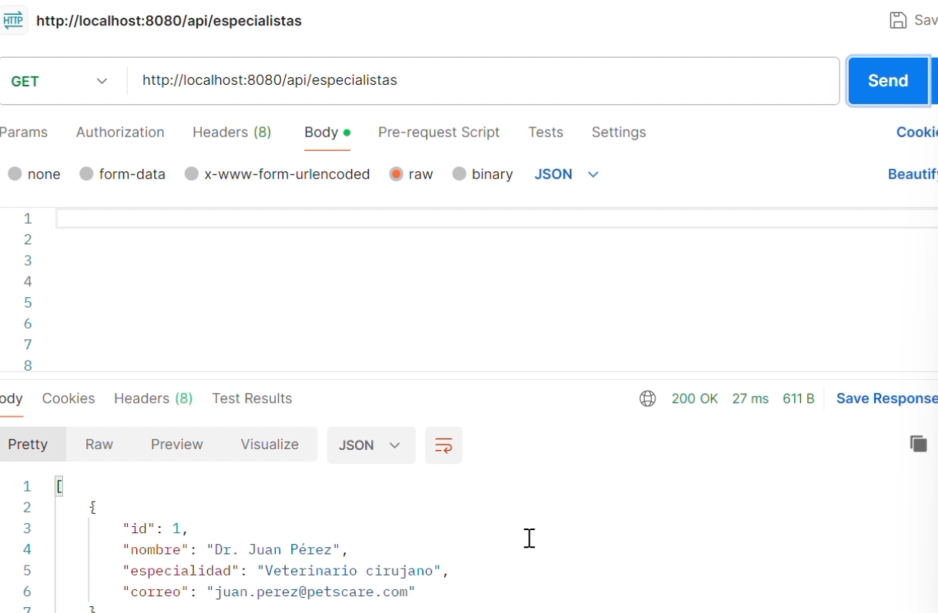 HTTP http://localhost:8080/api/especialistas Sav
GET http://localhost:8080/api/especialistas Send
Params Authorization Headers (8) Body Pre-request Script Tests Settings Cookie
none form-data x-www-form-urlencoded raw binary JSON Beautify
1
2
3
4
5
6
7
8
ody Cookies Headers (8) Test Results 200 OK 27 ms 611 B Save Response
Pretty Raw Preview Visualize JSON
1 [
2 {
3 "id": 1,
4 "nombre": "Dr. Juan Pérez",
5 "especialidad": "Veterinario cirujano",
6 "correo": "juan.perez@petscare.com"
7 }